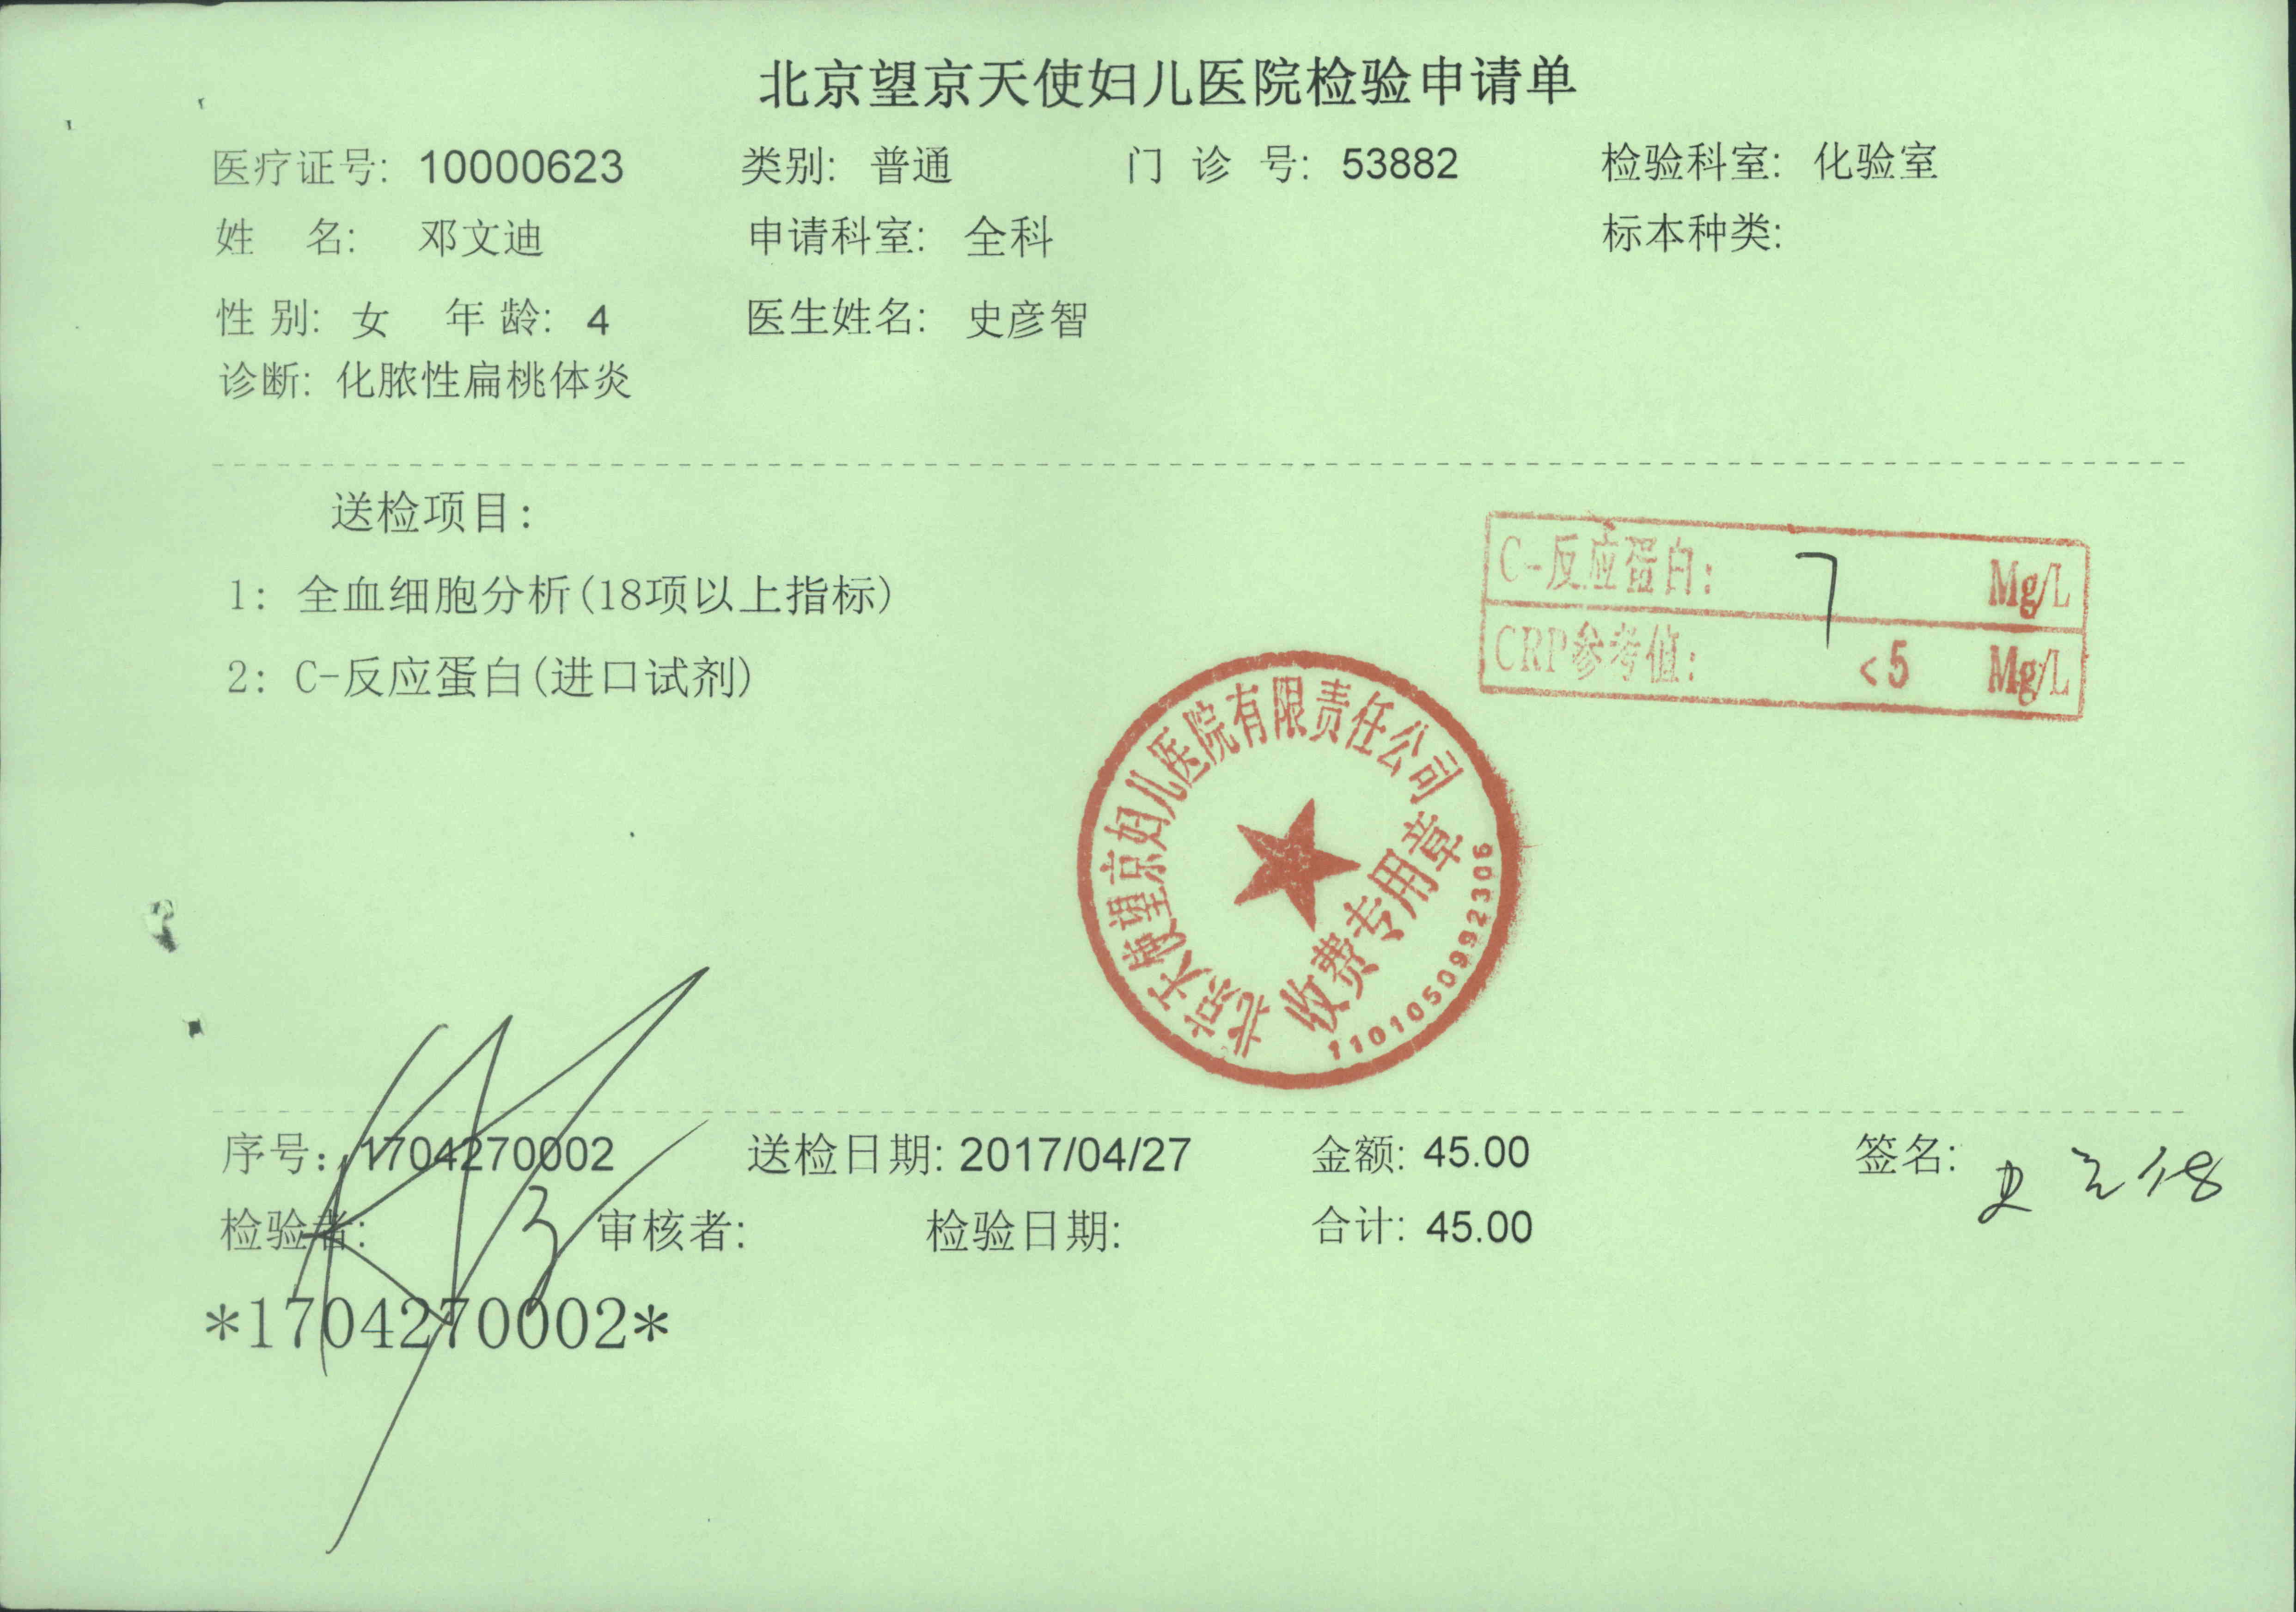 北京望京天使妇儿医院检验申请单
医疗证号: 10000623 类别: 普通 门 诊 号: 53882 检验科室: 化验室
姓 名: 邓文迪 申请科室: 全科 标本种类:
性 别: 女 年 龄: 4 医生姓名: 史彦智
诊断: 化脓性扁桃体炎
送检项目:
C-反应蛋白: 7 Mg/L
1: 全血细胞分析(18项以上指标)
CRP参考值: <5 Mg/L
2: C-反应蛋白(进口试剂)
北京天使望京妇儿医院有限责任公司
收费专用章
1101050992306
序号: 1704270002 送检日期: 2017/04/27 金额: 45.00 签名:
检验者: 审核者: 检验日期: 合计: 45.00
*1704270002*